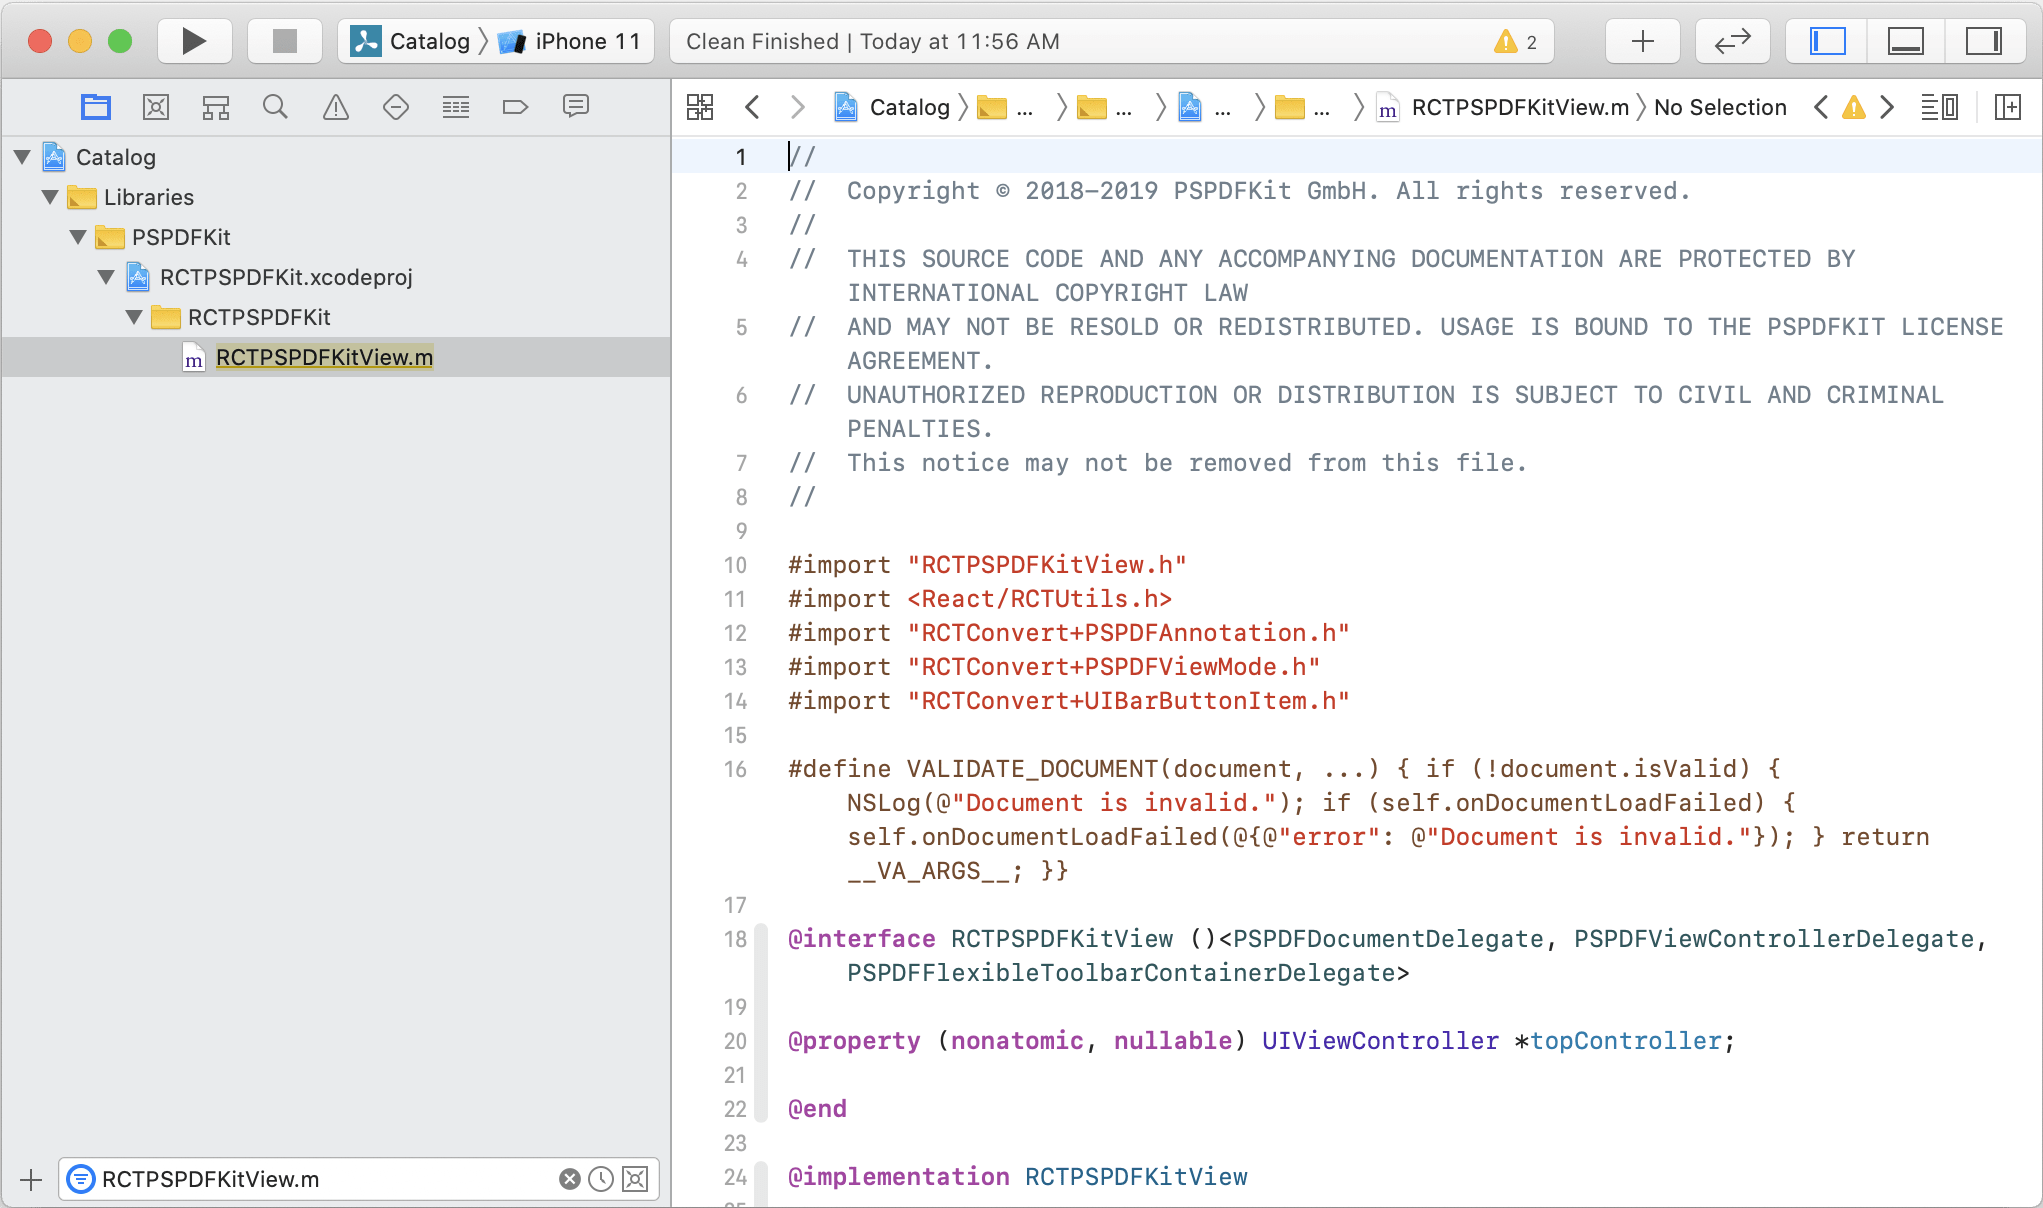 Catalog iPhone 11 Clean Finished | Today at 11:56 AM 2
Catalog ... ... ... ... m RCTPSPDFKitView.m No Selection
Catalog
Libraries
PSPDFKit
RCTPSPDFKit.xcodeproj
RCTPSPDFKit
m RCTPSPDFKitView.m
RCTPSPDFKitView.m
1 //
2 //  Copyright © 2018-2019 PSPDFKit GmbH. All rights reserved.
3 //
4 //  THIS SOURCE CODE AND ANY ACCOMPANYING DOCUMENTATION ARE PROTECTED BY
INTERNATIONAL COPYRIGHT LAW
5 //  AND MAY NOT BE RESOLD OR REDISTRIBUTED. USAGE IS BOUND TO THE PSPDFKIT LICENSE
AGREEMENT.
6 //  UNAUTHORIZED REPRODUCTION OR DISTRIBUTION IS SUBJECT TO CIVIL AND CRIMINAL
PENALTIES.
7 //  This notice may not be removed from this file.
8 //
9
10 #import "RCTPSPDFKitView.h"
11 #import <React/RCTUtils.h>
12 #import "RCTConvert+PSPDFAnnotation.h"
13 #import "RCTConvert+PSPDFViewMode.h"
14 #import "RCTConvert+UIBarButtonItem.h"
15
16 #define VALIDATE_DOCUMENT(document, ...) { if (!document.isValid) {
NSLog(@"Document is invalid."); if (self.onDocumentLoadFailed) {
self.onDocumentLoadFailed(@{@"error": @"Document is invalid."}); } return
__VA_ARGS__; }}
17
18 @interface RCTPSPDFKitView ()<PSPDFDocumentDelegate, PSPDFViewControllerDelegate,
PSPDFFlexibleToolbarContainerDelegate>
19
20 @property (nonatomic, nullable) UIViewController *topController;
21
22 @end
23
24 @implementation RCTPSPDFKitView